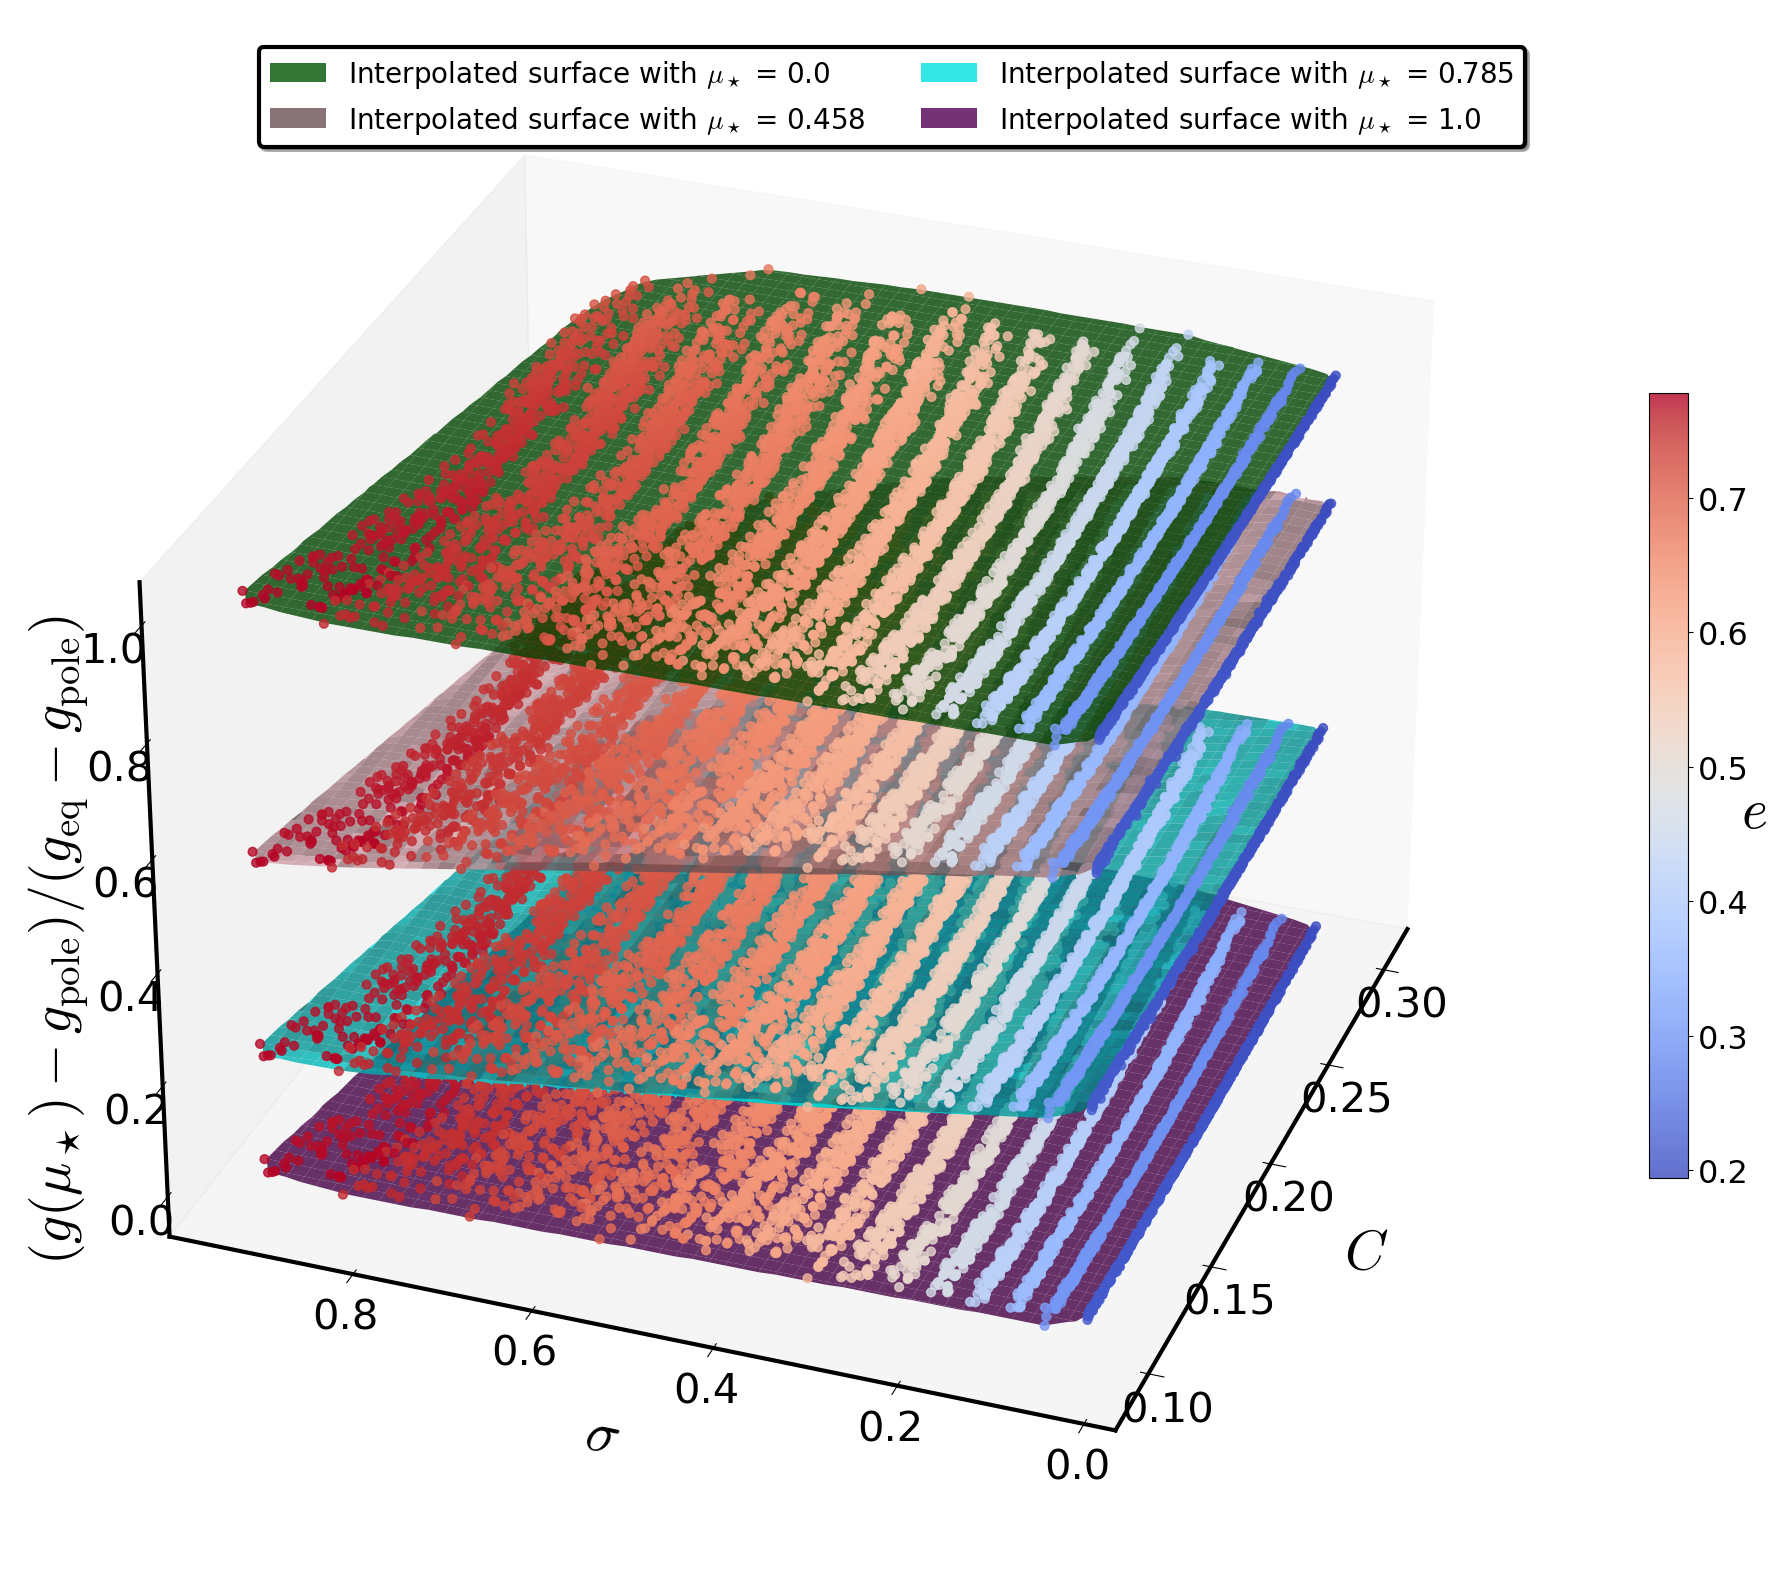 Interpolated surface with μ⋆ = 0.0
Interpolated surface with μ⋆ = 0.458
Interpolated surface with μ⋆ = 0.785
Interpolated surface with μ⋆ = 1.0
(g(μ⋆) − g_pole)/(g_eq − g_pole)
1.0
0.8
0.6
0.4
0.2
0.0
0.8
0.6
0.4
0.2
0.0
σ
0.30
0.25
0.20
0.15
0.10
C
0.7
0.6
0.5
0.4
0.3
0.2
e